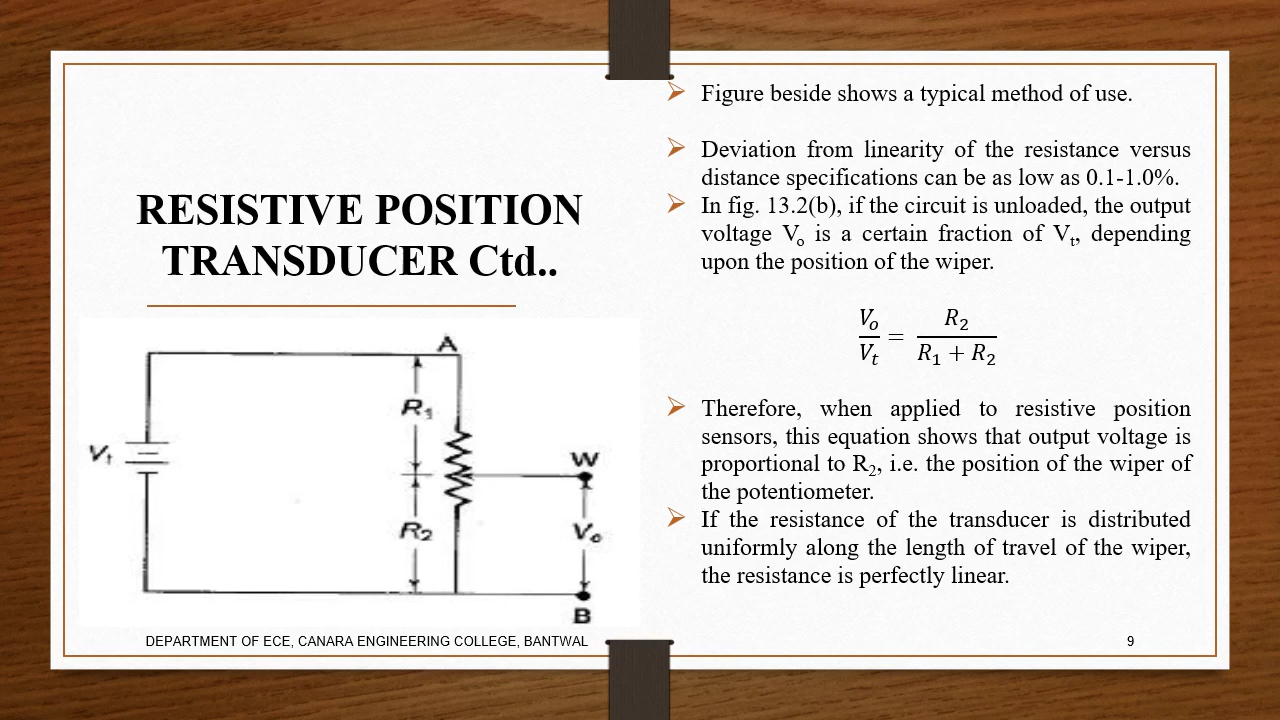 RESISTIVE POSITION
TRANSDUCER Ctd..
A
R₁
Vₜ
W
R₂
Vₒ
B
➢ Figure beside shows a typical method of use.
➢ Deviation from linearity of the resistance versus
distance specifications can be as low as 0.1-1.0%.
➢ In fig. 13.2(b), if the circuit is unloaded, the output
voltage Vₒ is a certain fraction of Vₜ, depending
upon the position of the wiper.
Vₒ/Vₜ = R₂/(R₁ + R₂)
➢ Therefore, when applied to resistive position
sensors, this equation shows that output voltage is
proportional to R₂, i.e. the position of the wiper of
the potentiometer.
➢ If the resistance of the transducer is distributed
uniformly along the length of travel of the wiper,
the resistance is perfectly linear.
DEPARTMENT OF ECE, CANARA ENGINEERING COLLEGE, BANTWAL
9